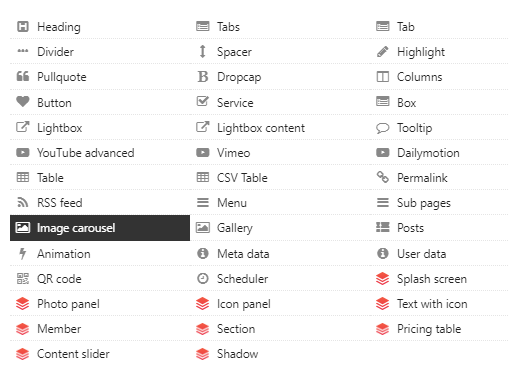 Heading Tabs Tab
Divider Spacer Highlight
Pullquote Dropcap Columns
Button Service Box
Lightbox Lightbox content Tooltip
YouTube advanced Vimeo Dailymotion
Table CSV Table Permalink
RSS feed Menu Sub pages
Image carousel Gallery Posts
Animation Meta data User data
QR code Scheduler Splash screen
Photo panel Icon panel Text with icon
Member Section Pricing table
Content slider Shadow